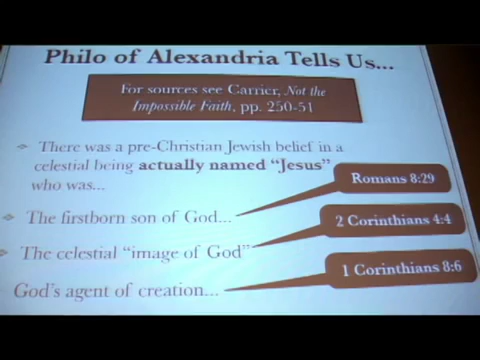 Philo of Alexandria Tells Us...
For sources see Carrier, Not the
Impossible Faith, pp. 250-51
There was a pre-Christian Jewish belief in a
celestial being actually named "Jesus"
who was...
Romans 8:29
The firstborn son of God...
2 Corinthians 4:4
The celestial "image of God"
1 Corinthians 8:6
God's agent of creation...